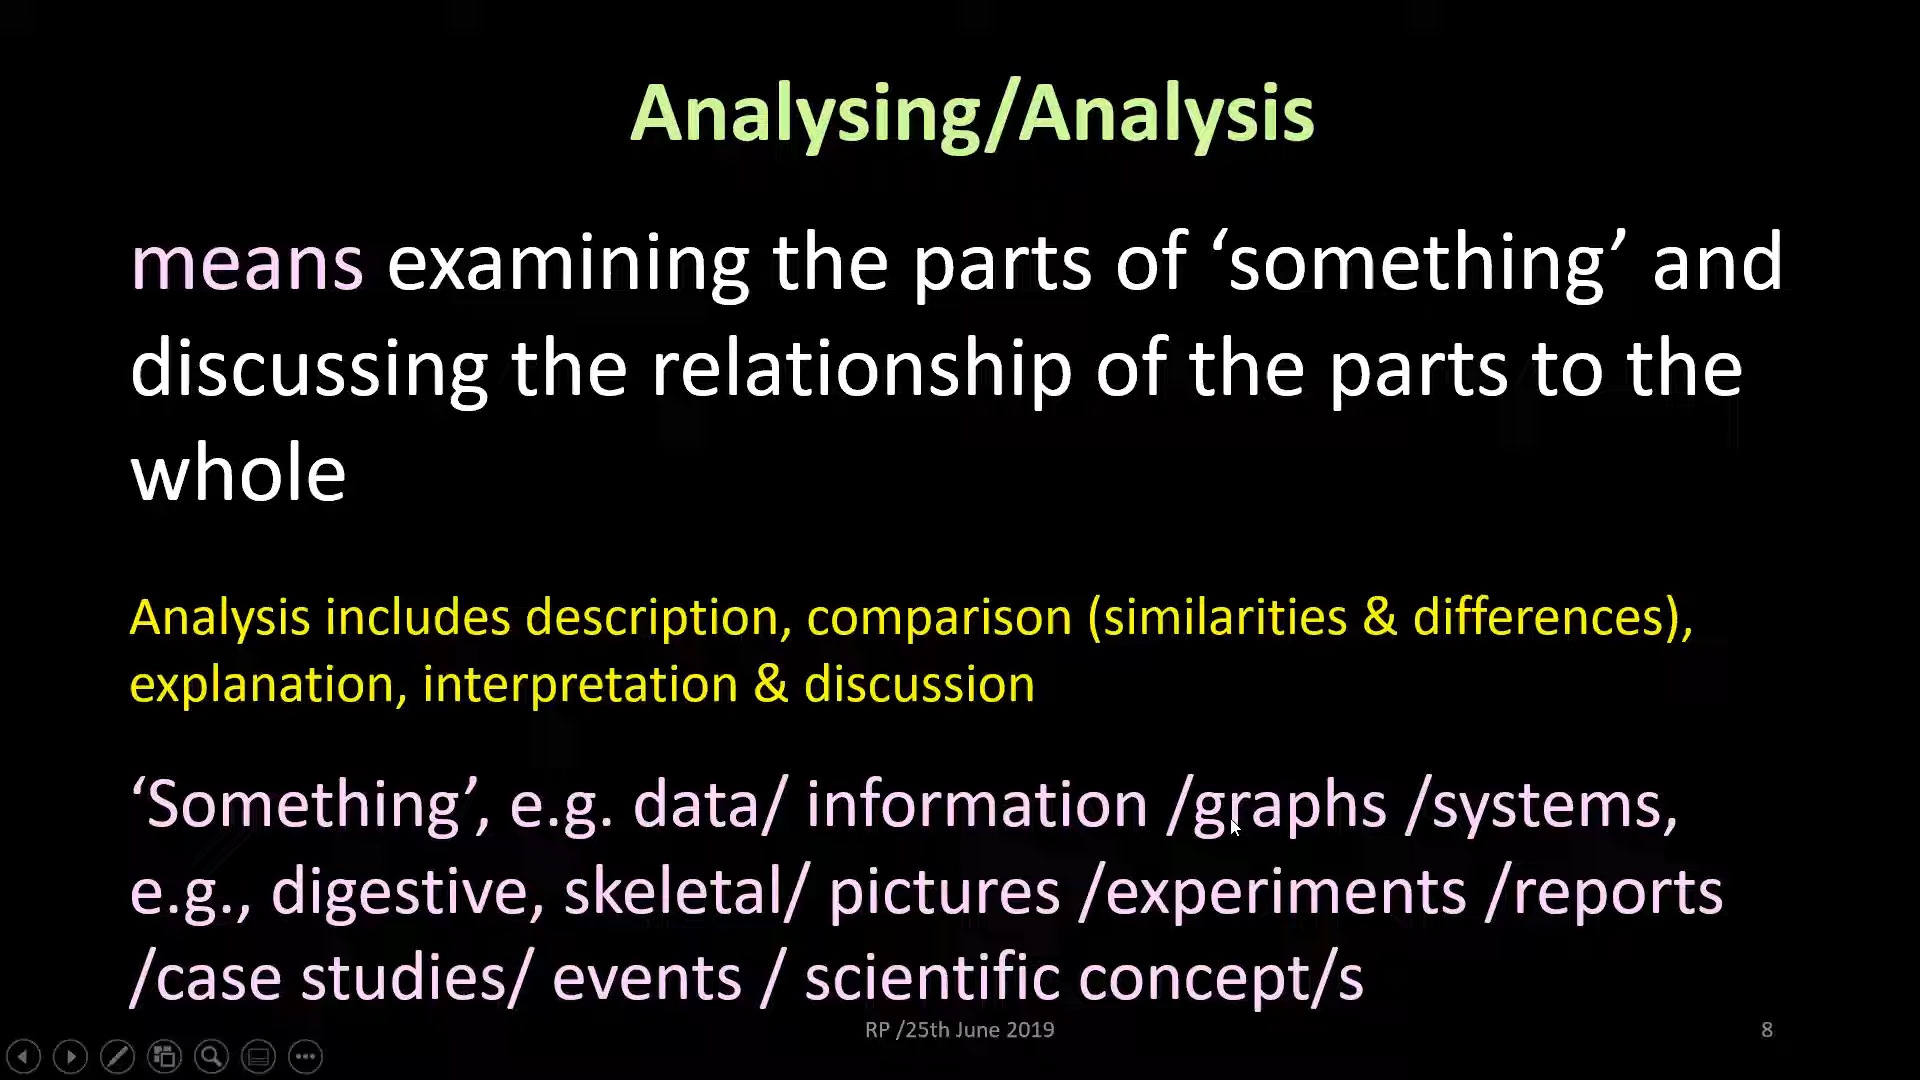 Analysing/Analysis
means examining the parts of ‘something’ and
discussing the relationship of the parts to the
whole
Analysis includes description, comparison (similarities & differences),
explanation, interpretation & discussion
‘Something’, e.g. data/ information /graphs /systems,
e.g., digestive, skeletal/ pictures /experiments /reports
/case studies/ events / scientific concept/s
RP /25th June 2019
8